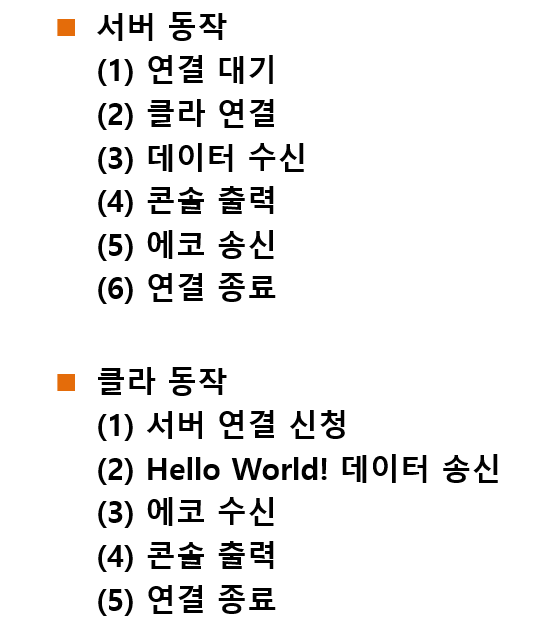 ■ 서버 동작
(1) 연결 대기
(2) 클라 연결
(3) 데이터 수신
(4) 콘솔 출력
(5) 에코 송신
(6) 연결 종료
■ 클라 동작
(1) 서버 연결 신청
(2) Hello World! 데이터 송신
(3) 에코 수신
(4) 콘솔 출력
(5) 연결 종료